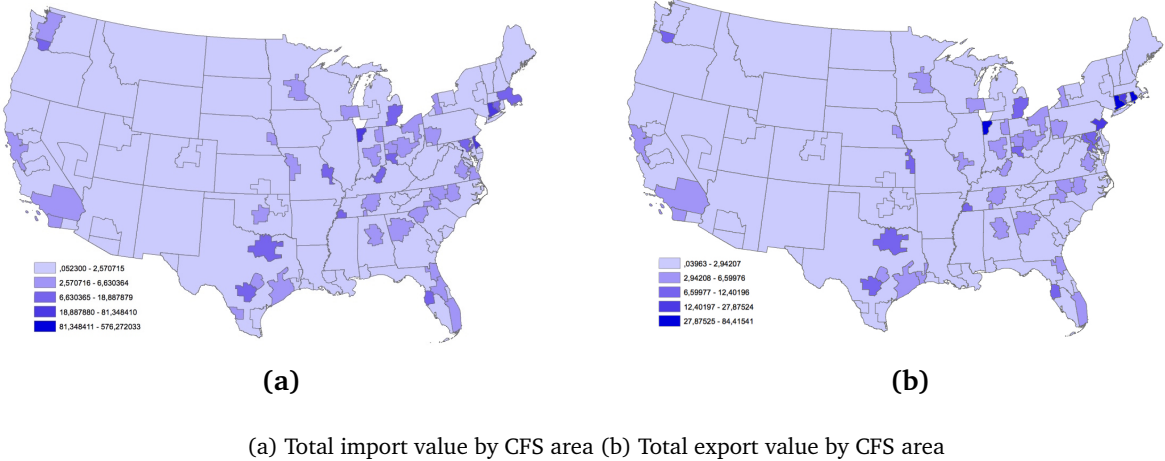 ,052300 - 2,570715
2,570716 - 6,630364
6,630365 - 18,887879
18,887880 - 81,348410
81,348411 - 576,272033
,03963 - 2,94207
2,94208 - 6,59976
6,59977 - 12,40196
12,40197 - 27,87524
27,87525 - 84,41541
(a)
(b)
(a) Total import value by CFS area (b) Total export value by CFS area